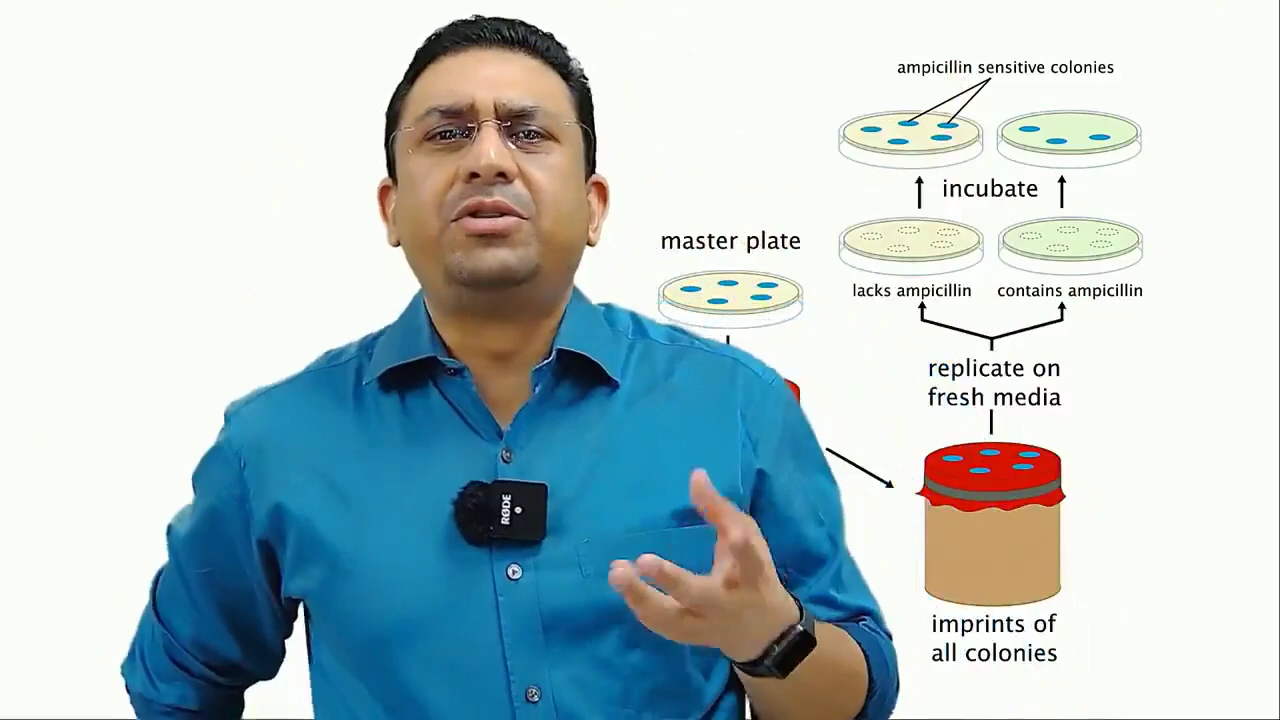 ampicillin sensitive colonies
incubate
master plate
lacks ampicillin
contains ampicillin
replicate on
fresh media
RØDE
imprints of
all colonies